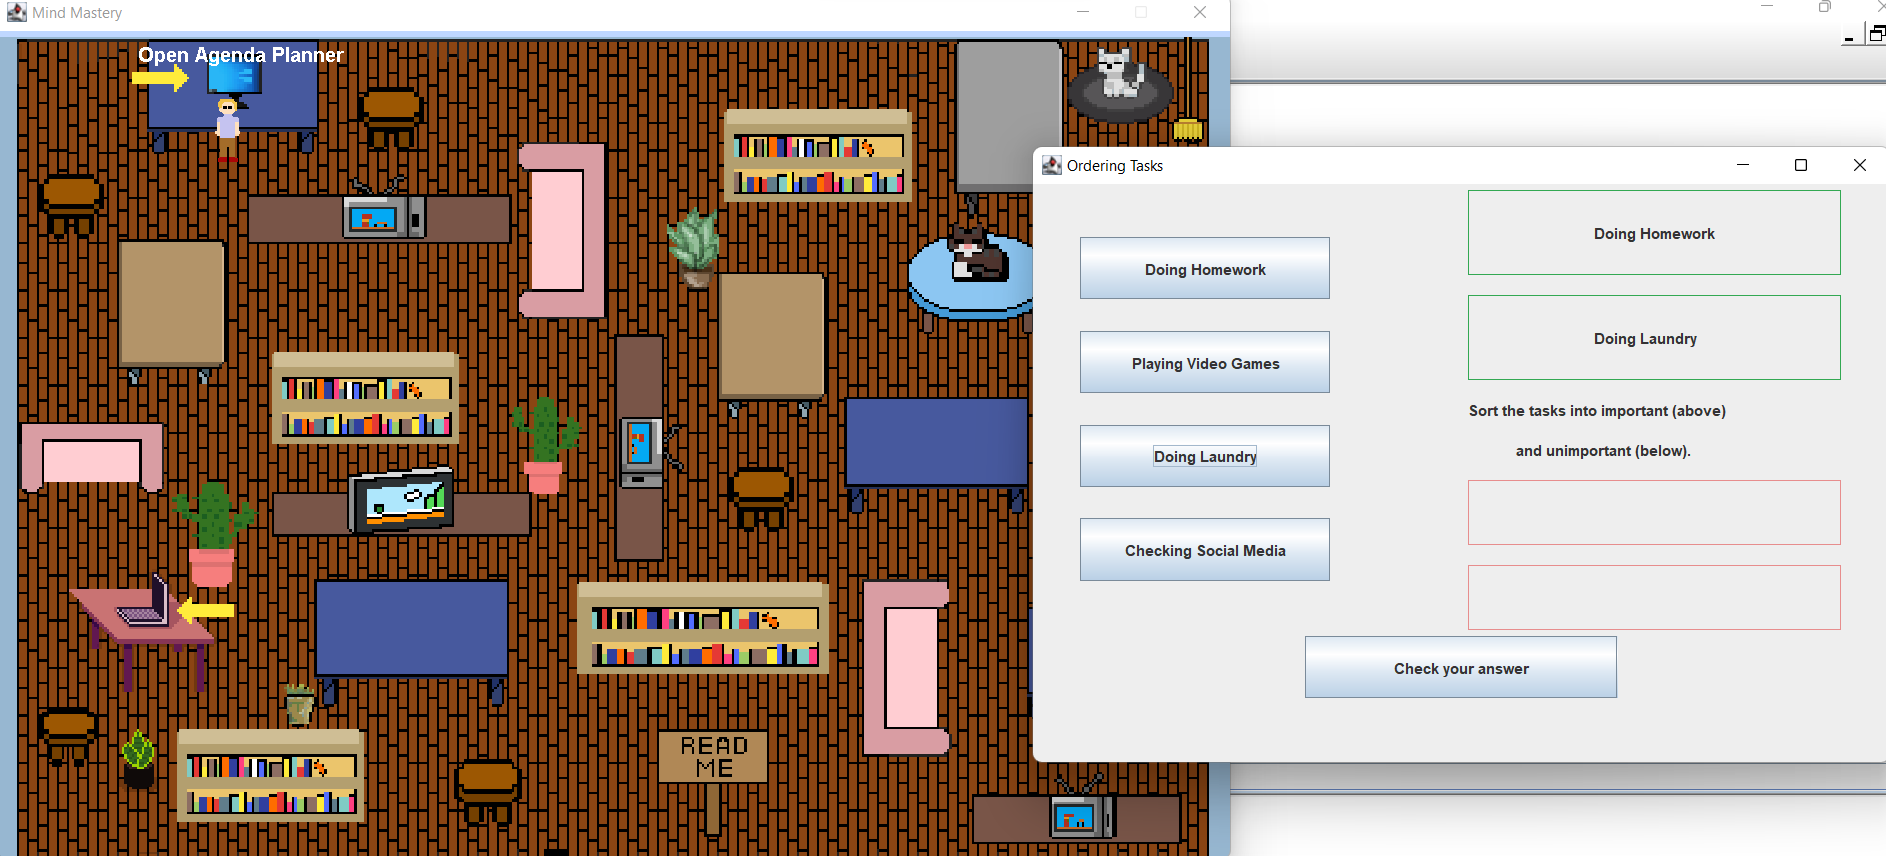 Mind Mastery
Open Agenda Planner
READ
ME
Ordering Tasks
Doing Homework
Playing Video Games
Doing Laundry
Checking Social Media
Doing Homework
Doing Laundry
Sort the tasks into important (above)
and unimportant (below).
Check your answer